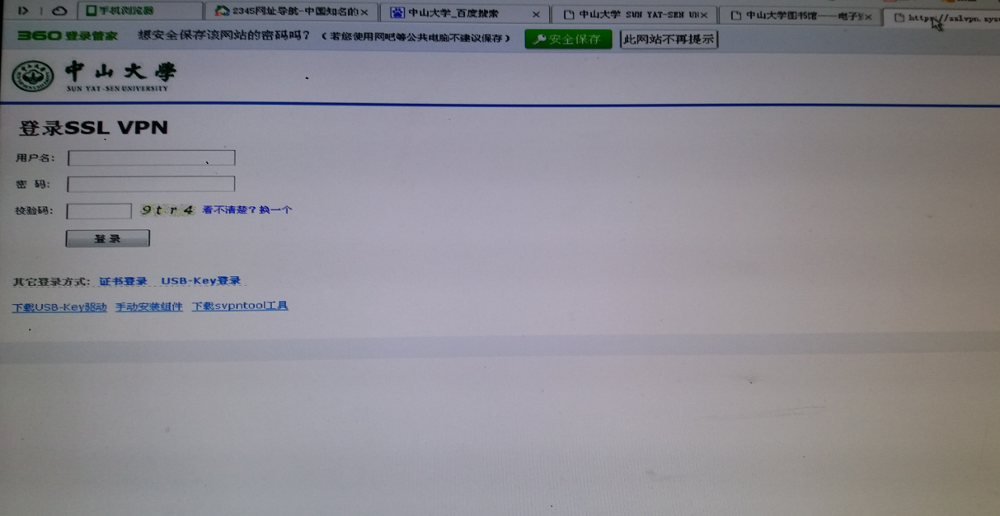 手机浏览器 2345网址导航-中国知名的 中山大学_百度搜索 中山大学 SUN YAT-SEN UN 中山大学图书馆——电子 https://sslvpn.sysu
360登录管家 想安全保存该网站的密码吗？（若您使用网吧等公共电脑不建议保存） 安全保存 此网站不再提示
中山大學
SUN YAT-SEN UNIVERSITY
登录SSL VPN
用户名：
密 码：
校验码： 9tr4 看不清楚？换一个
登录
其它登录方式： 证书登录 USB-Key登录
下载USB-Key驱动 手动安装组件 下载svpntool工具